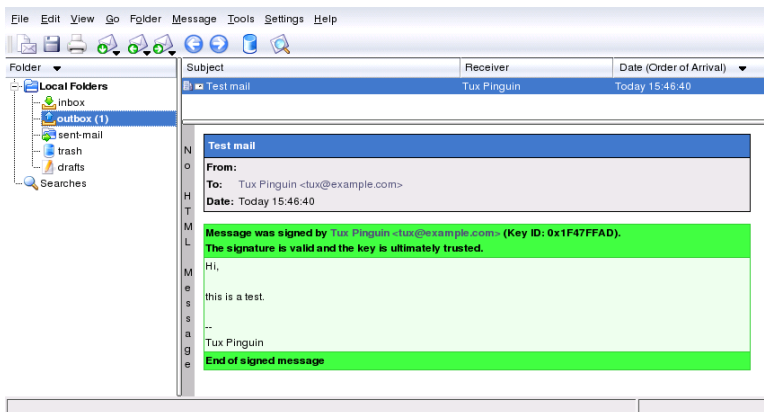 File Edit View Go Folder Message Tools Settings Help
Folder
Subject Receiver Date (Order of Arrival)
Local Folders
inbox
outbox (1)
sent-mail
trash
drafts
Searches
Test mail Tux Pinguin Today 15:46:40
No HTML Message
Test mail
From:
To: Tux Pinguin <tux@example.com>
Date: Today 15:46:40
Message was signed by Tux Pinguin <tux@example.com> (Key ID: 0x1F47FFAD).
The signature is valid and the key is ultimately trusted.
Hi,
this is a test.
--
Tux Pinguin
End of signed message